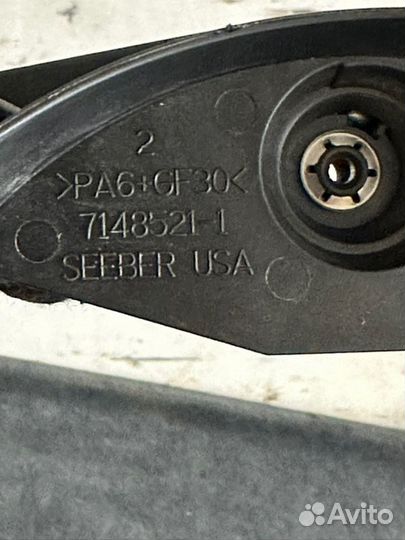 2
>PA6+GF30<
7148521-1
SEEBER USA
Avito